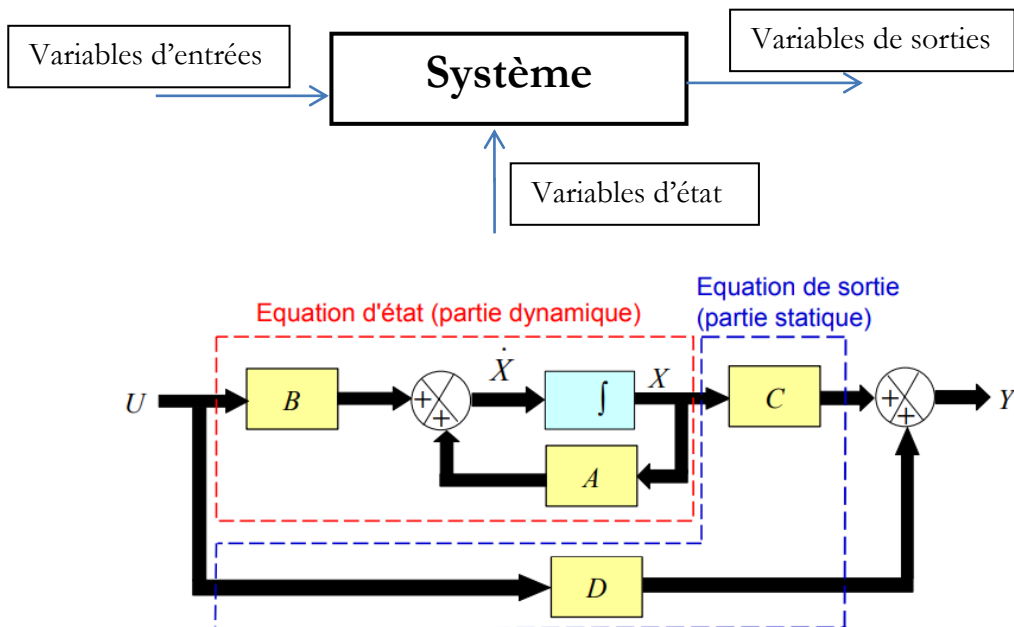 Variables d'entrées
Système
Variables de sorties
Variables d'état
Equation d'état (partie dynamique)
Equation de sortie
(partie statique)
U
B
+
+
Ẋ
∫
X
A
C
+
+
Y
D